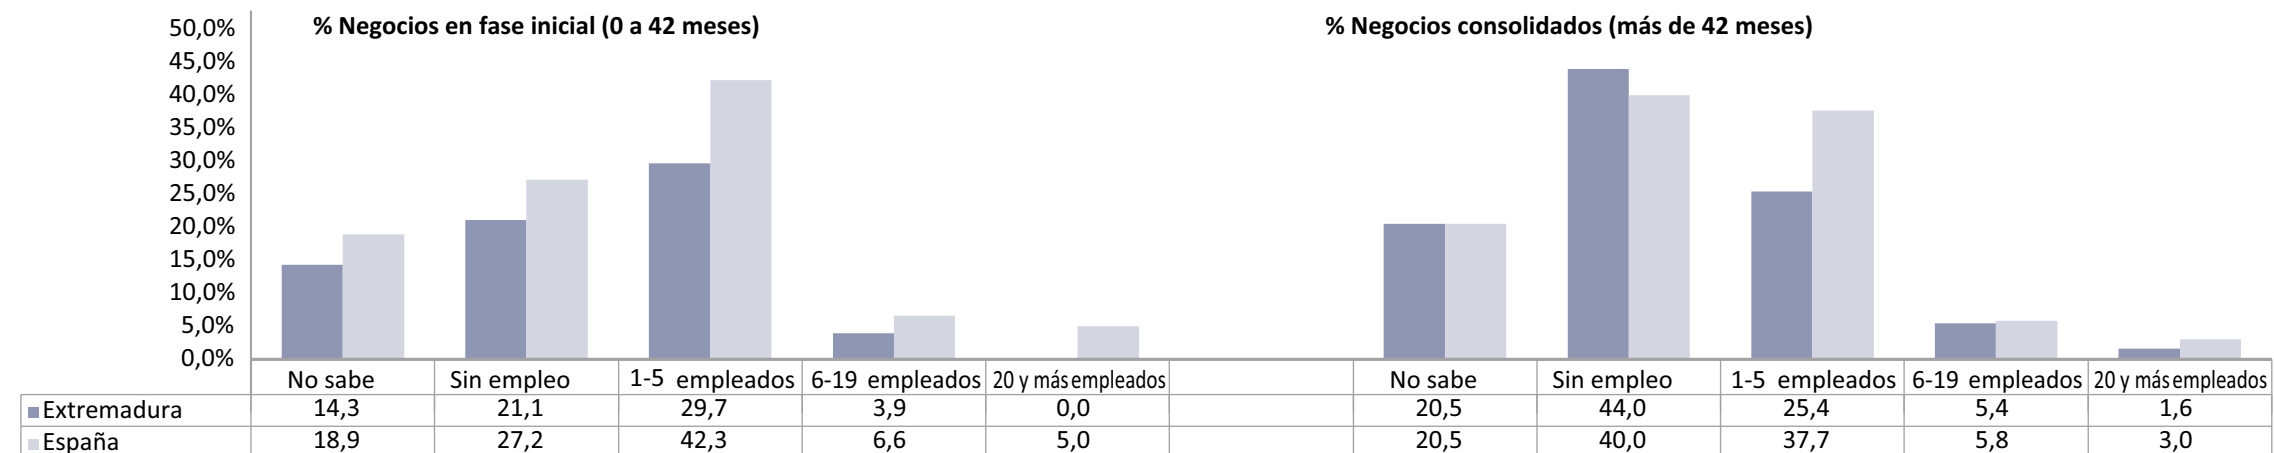 % Negocios en fase inicial (0 a 42 meses) % Negocios consolidados (más de 42 meses)
50,0%
45,0%
40,0%
35,0%
30,0%
25,0%
20,0%
15,0%
10,0%
5,0%
0,0%
No sabe Sin empleo 1-5 empleados 6-19 empleados 20 y más empleados No sabe Sin empleo 1-5 empleados 6-19 empleados 20 y más empleados
Extremadura 14,3 21,1 29,7 3,9 0,0 20,5 44,0 25,4 5,4 1,6
España 18,9 27,2 42,3 6,6 5,0 20,5 40,0 37,7 5,8 3,0